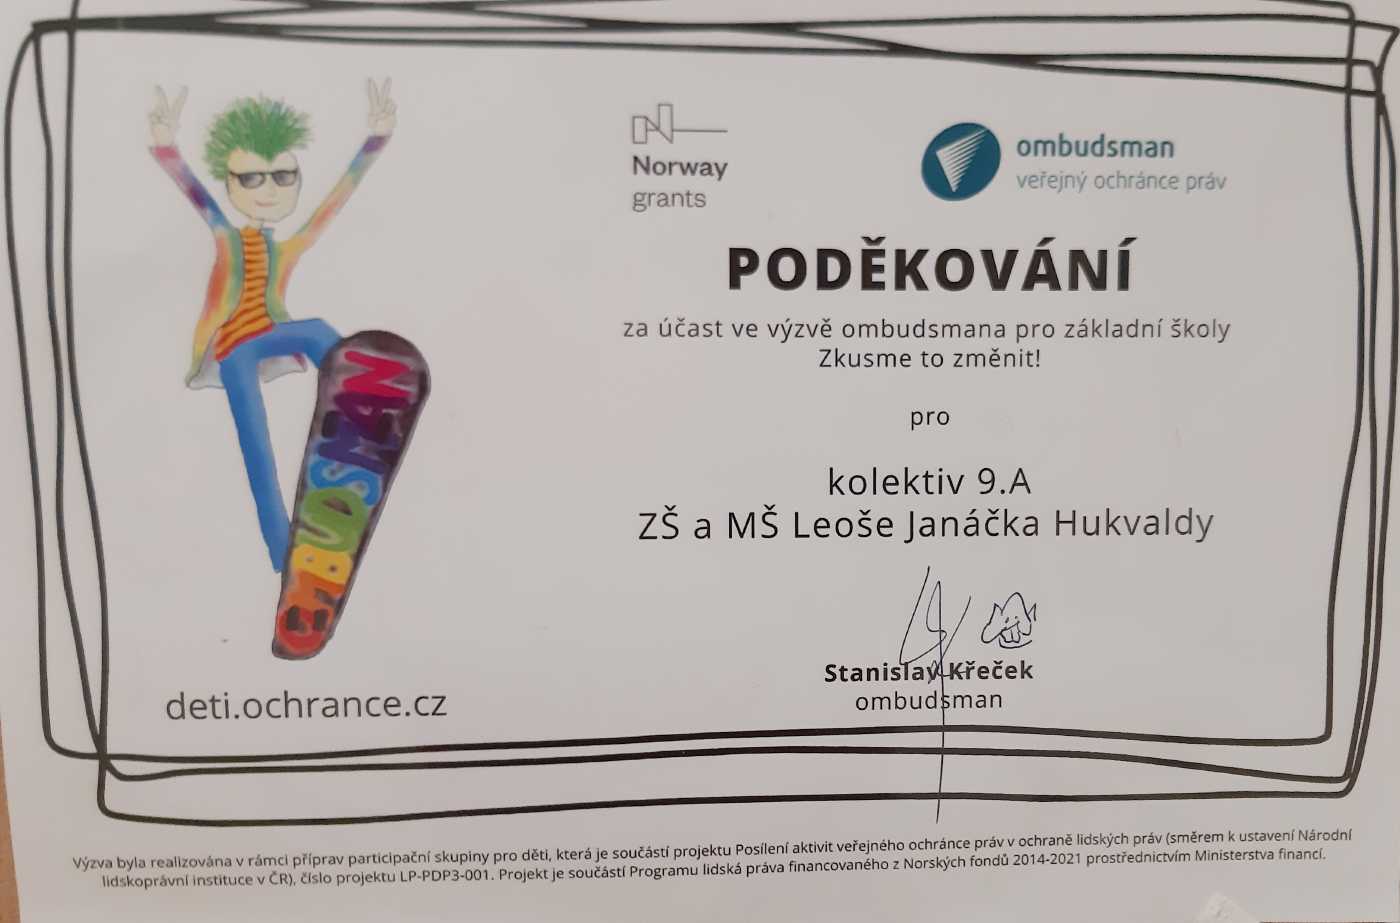 Norway
grants
ombudsman
veřejný ochránce práv
PODĚKOVÁNÍ
za účast ve výzvě ombudsmana pro základní školy
Zkusme to změnit!
pro
kolektiv 9.A
ZŠ a MŠ Leoše Janáčka Hukvaldy
OMBUDSMAN
Stanislav Křeček
ombudsman
deti.ochrance.cz
Výzva byla realizována v rámci příprav participační skupiny pro děti, která je součástí projektu Posílení aktivit veřejného ochránce práv v ochraně lidských práv (směrem k ustavení Národní
lidskoprávní instituce v ČR), číslo projektu LP-PDP3-001. Projekt je součástí Programu lidská práva financovaného z Norských fondů 2014-2021 prostřednictvím Ministerstva financí.